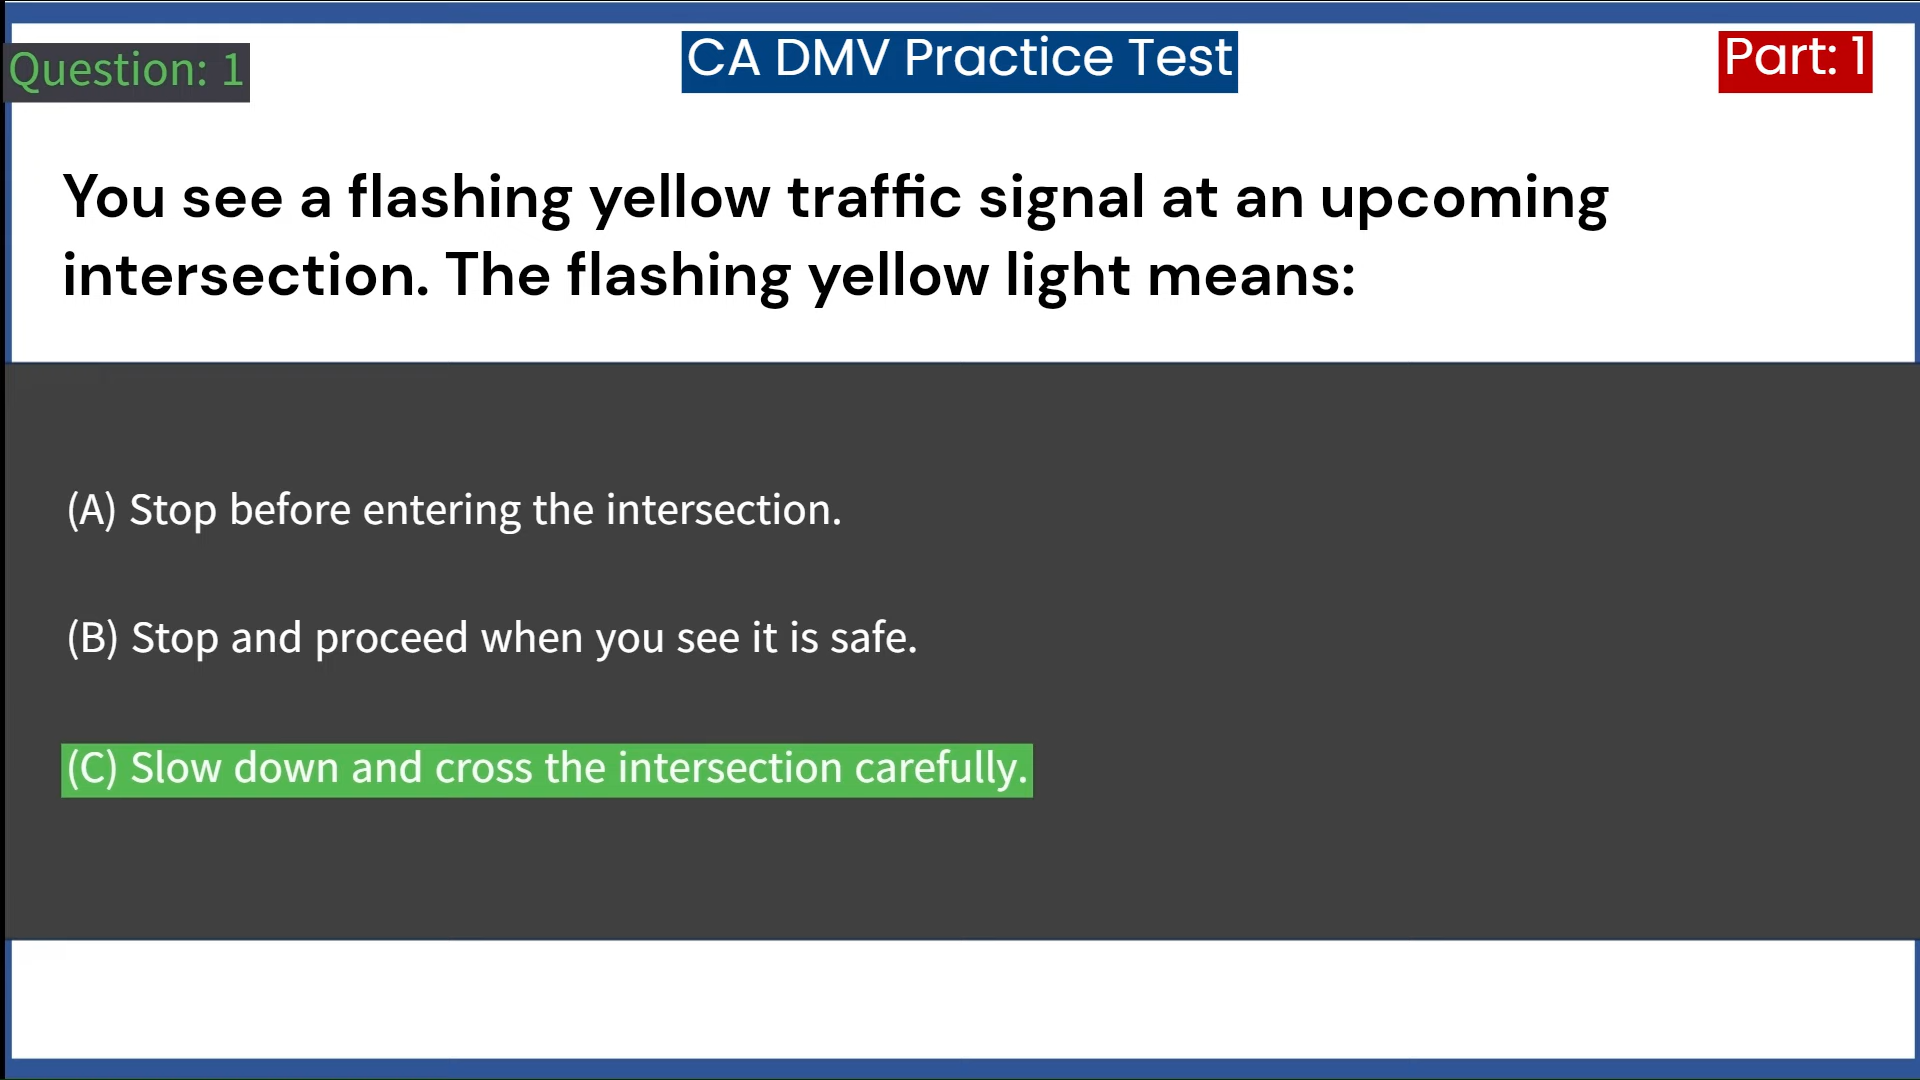 Question: 1
CA DMV Practice Test
Part: 1
You see a flashing yellow traffic signal at an upcoming
intersection. The flashing yellow light means:
(A) Stop before entering the intersection.
(B) Stop and proceed when you see it is safe.
(C) Slow down and cross the intersection carefully.